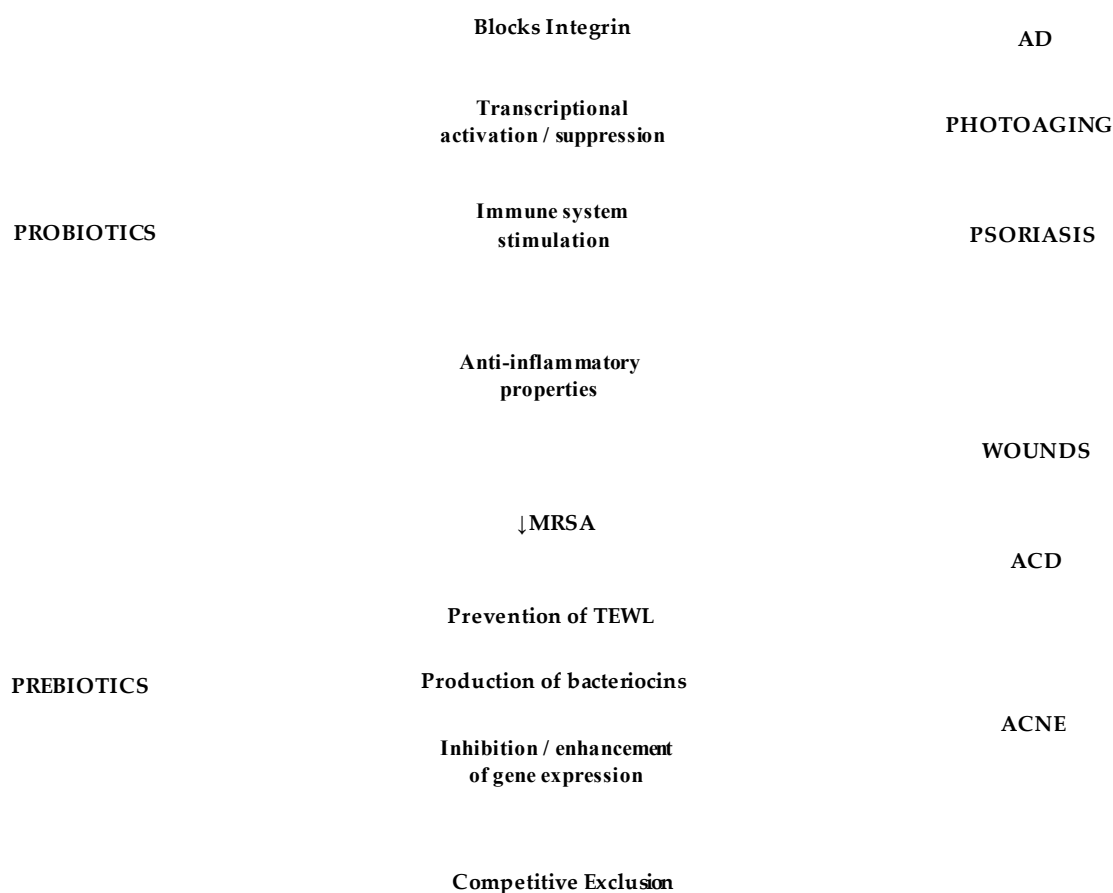 PROBIOTICS
PREBIOTICS
Blocks Integrin
Transcriptional
activation / suppression
Immune system
stimulation
Anti-inflammatory
properties
↓MRSA
Prevention of TEWL
Production of bacteriocins
Inhibition / enhancement
of gene expression
Competitive Exclusion
AD
PHOTOAGING
PSORIASIS
WOUNDS
ACD
ACNE